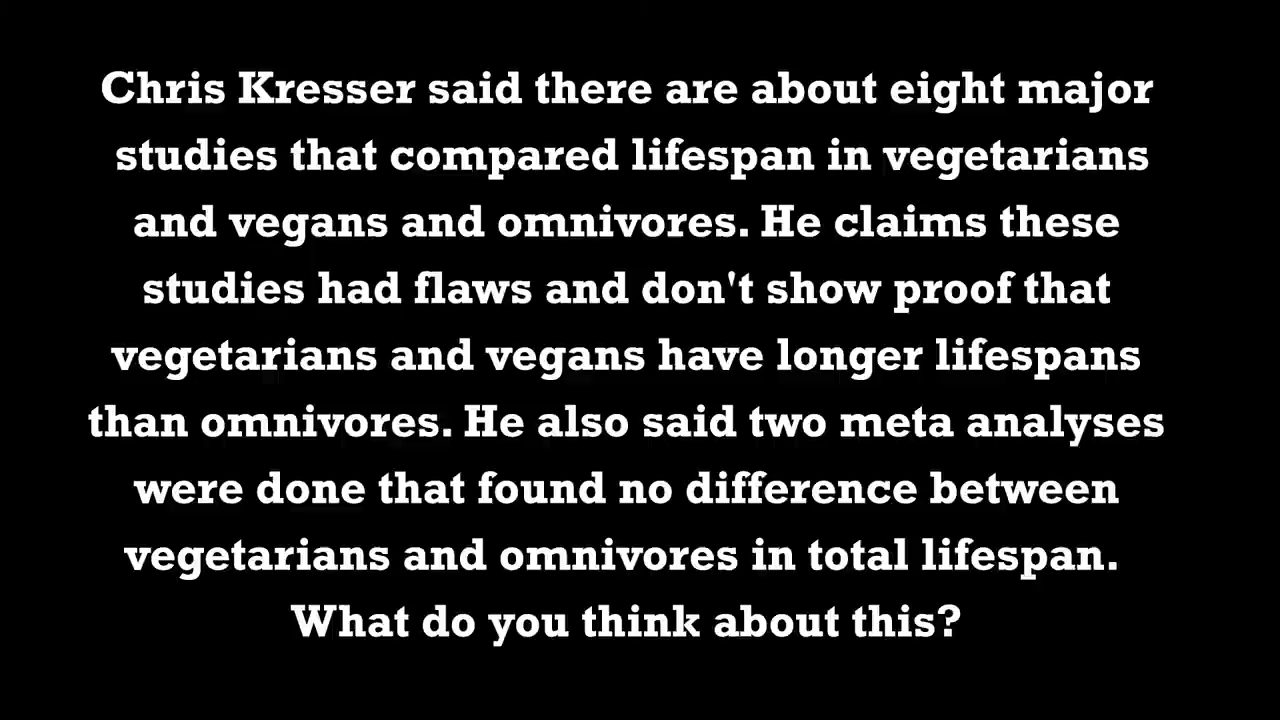 Chris Kresser said there are about eight major
studies that compared lifespan in vegetarians
and vegans and omnivores. He claims these
studies had flaws and don't show proof that
vegetarians and vegans have longer lifespans
than omnivores. He also said two meta analyses
were done that found no difference between
vegetarians and omnivores in total lifespan.
What do you think about this?